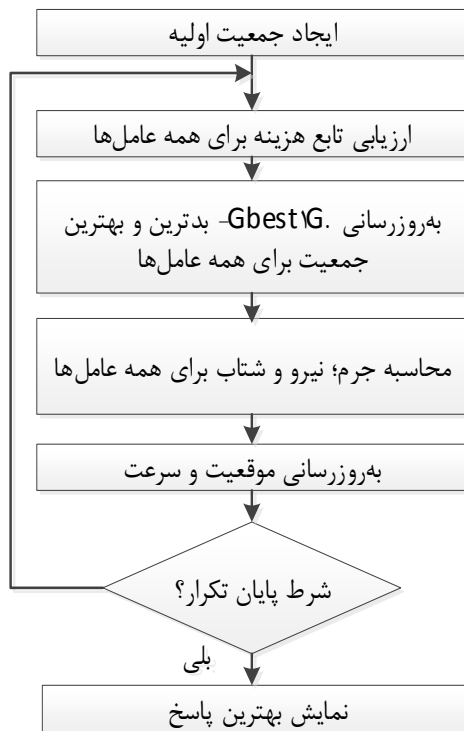 ایجاد جمعیت اولیه
ارزیابی تابع هزینه برای همه عامل‌ها
به‌روزرسانی .Gbest۱G- بدترین و بهترین
جمعیت برای همه عامل‌ها
محاسبه جرم؛ نیرو و شتاب برای همه عامل‌ها
به‌روزرسانی موقعیت و سرعت
شرط پایان تکرار؟
بلی
نمایش بهترین پاسخ